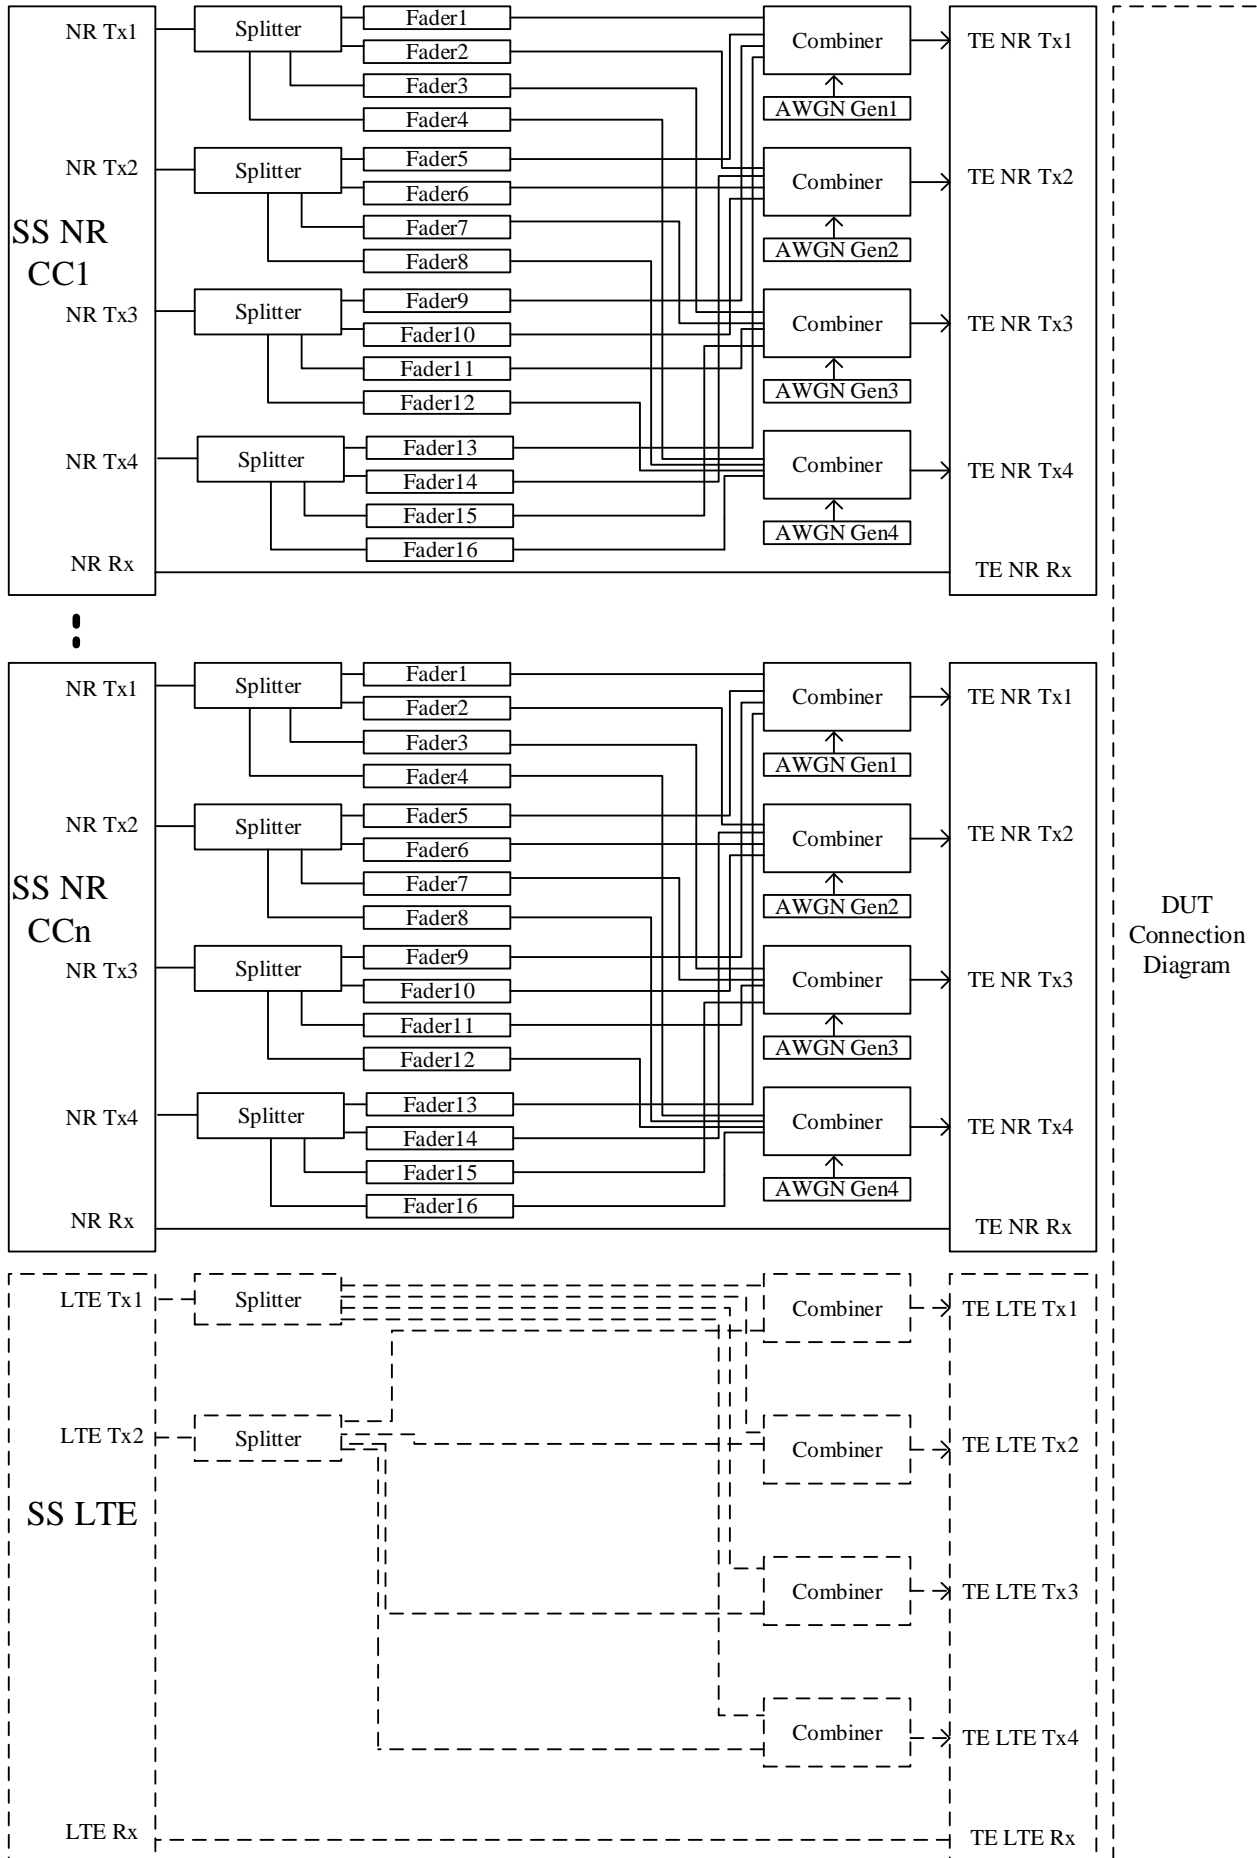 NR Tx1
Splitter
Fader1
Fader2
Fader3
Fader4
Combiner
AWGN Gen1
TE NR Tx1
NR Tx2
Splitter
Fader5
Fader6
Fader7
Fader8
Combiner
AWGN Gen2
TE NR Tx2
SS NR
CC1
NR Tx3
Splitter
Fader9
Fader10
Fader11
Fader12
Combiner
AWGN Gen3
TE NR Tx3
NR Tx4
Splitter
Fader13
Fader14
Fader15
Fader16
Combiner
AWGN Gen4
TE NR Tx4
NR Rx
TE NR Rx
NR Tx1
Splitter
Fader1
Fader2
Fader3
Fader4
Combiner
AWGN Gen1
TE NR Tx1
NR Tx2
Splitter
Fader5
Fader6
Fader7
Fader8
Combiner
AWGN Gen2
TE NR Tx2
SS NR
CCn
NR Tx3
Splitter
Fader9
Fader10
Fader11
Fader12
Combiner
AWGN Gen3
TE NR Tx3
NR Tx4
Splitter
Fader13
Fader14
Fader15
Fader16
Combiner
AWGN Gen4
TE NR Tx4
NR Rx
TE NR Rx
DUT
Connection
Diagram
LTE Tx1
Splitter
Combiner
TE LTE Tx1
LTE Tx2
Splitter
Combiner
TE LTE Tx2
SS LTE
Combiner
TE LTE Tx3
Combiner
TE LTE Tx4
LTE Rx
TE LTE Rx